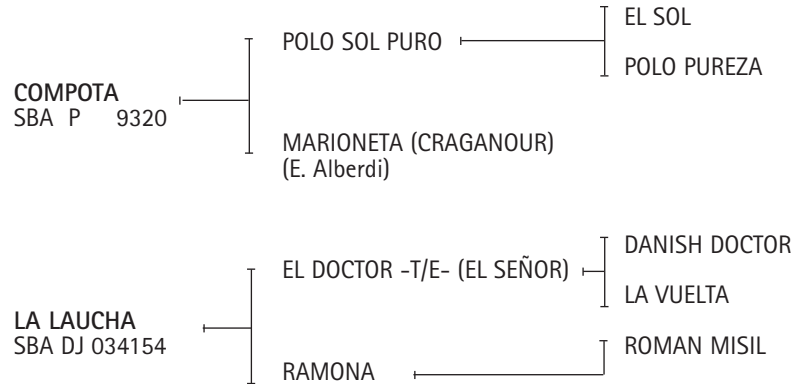 EL SOL
POLO SOL PURO
POLO PUREZA
COMPOTA
SBA P 9320
MARIONETA (CRAGANOUR)
(E. Alberdi)
DANISH DOCTOR
EL DOCTOR -T/E- (EL SEÑOR)
LA VUELTA
LA LAUCHA
SBA DJ 034154
ROMAN MISIL
RAMONA